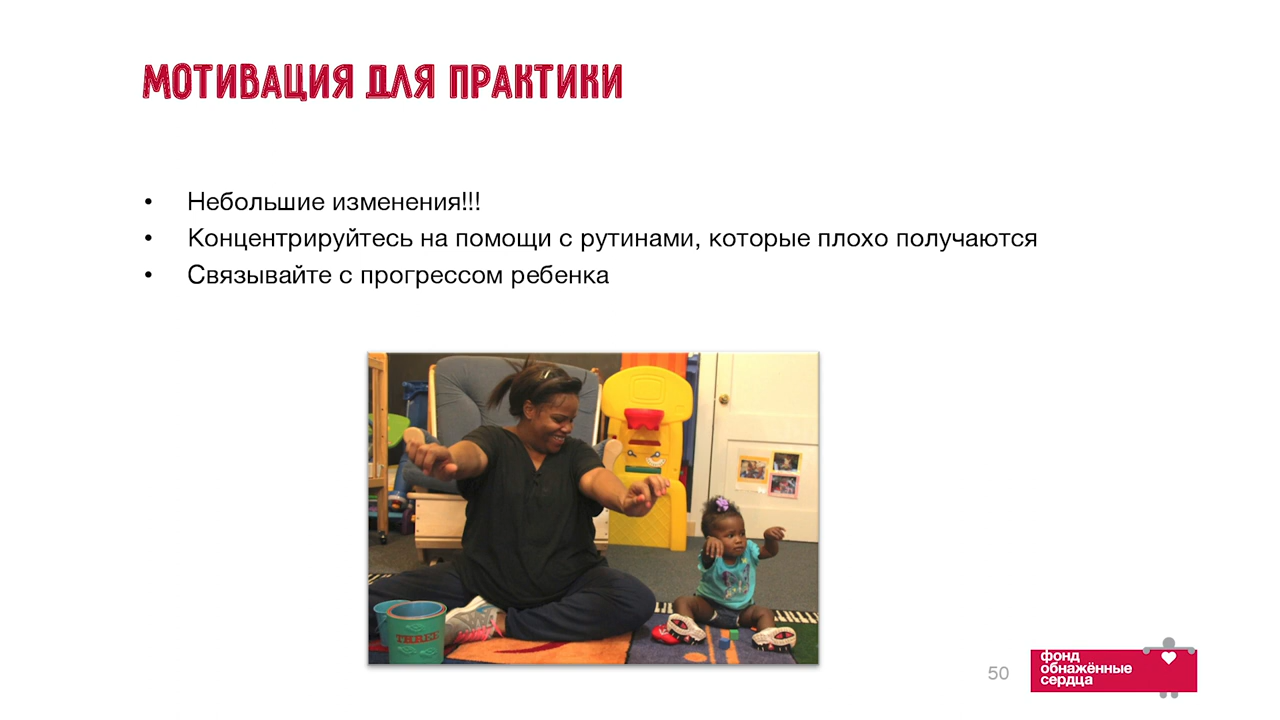 МОТИВАЦИЯ ДЛЯ ПРАКТИКИ
• Небольшие изменения!!!
• Концентрируйтесь на помощи с рутинами, которые плохо получаются
• Связывайте с прогрессом ребенка
THREE
50
фонд
обнажённые
сердца